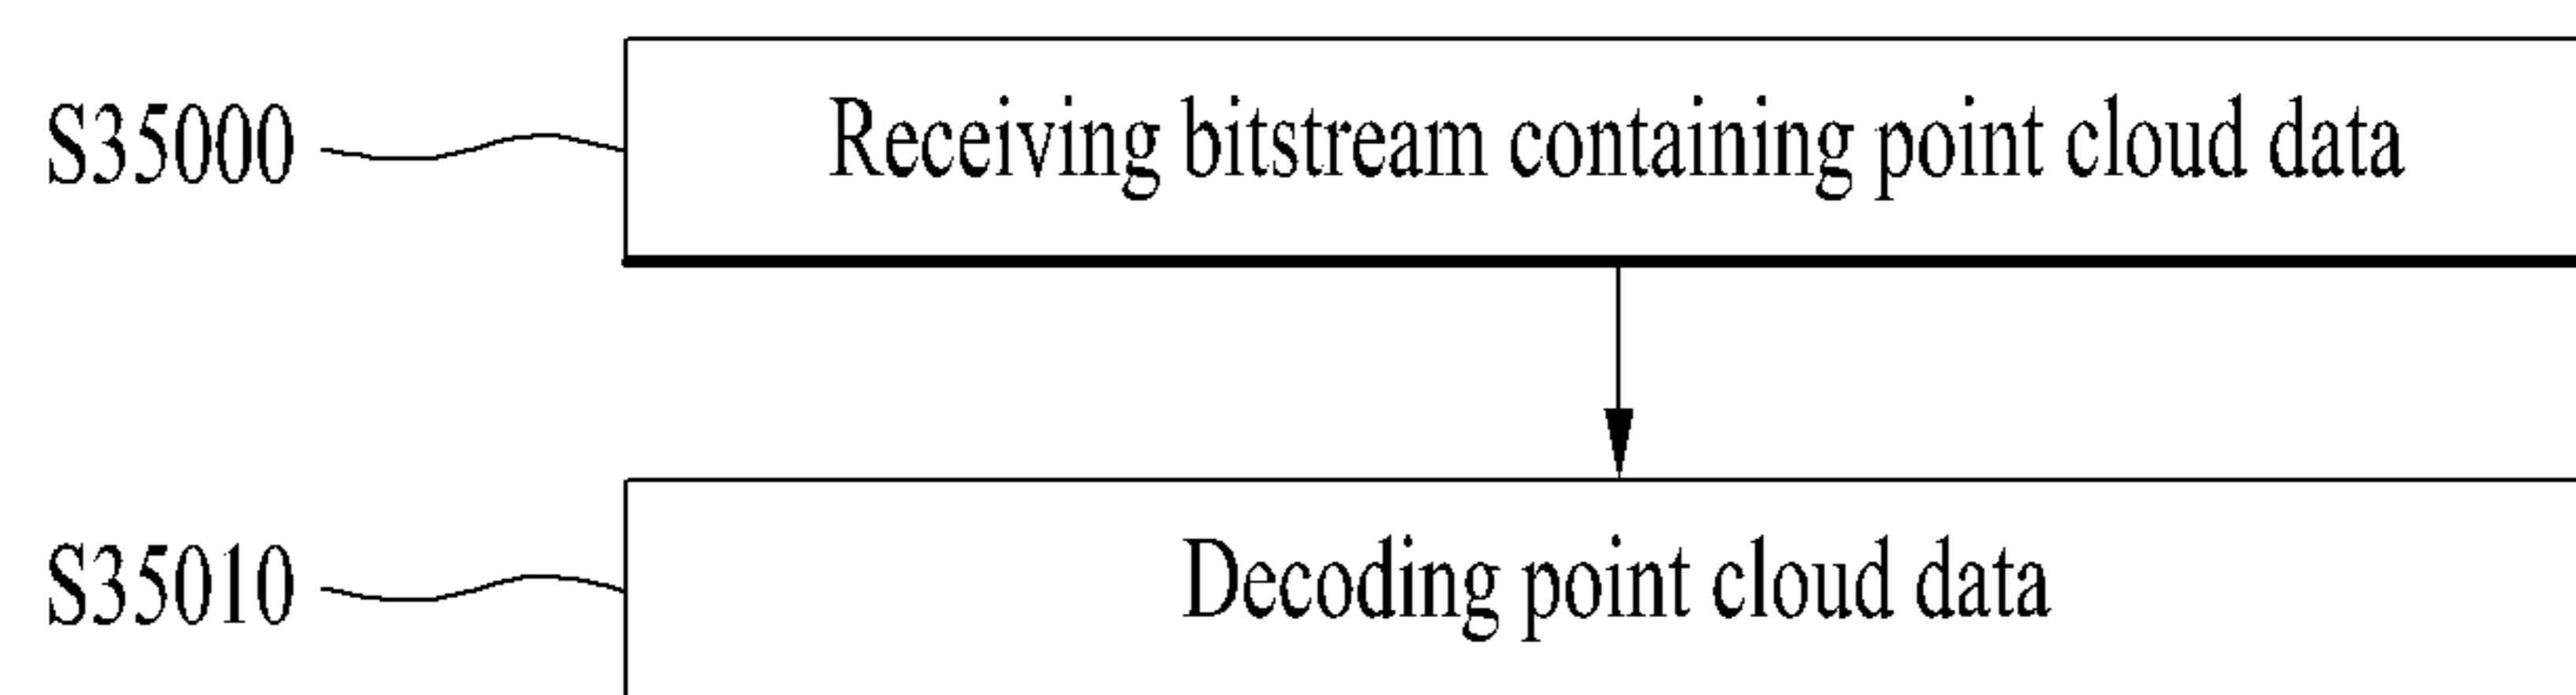 S35000 Receiving bitstream containing point cloud data
S35010 Decoding point cloud data